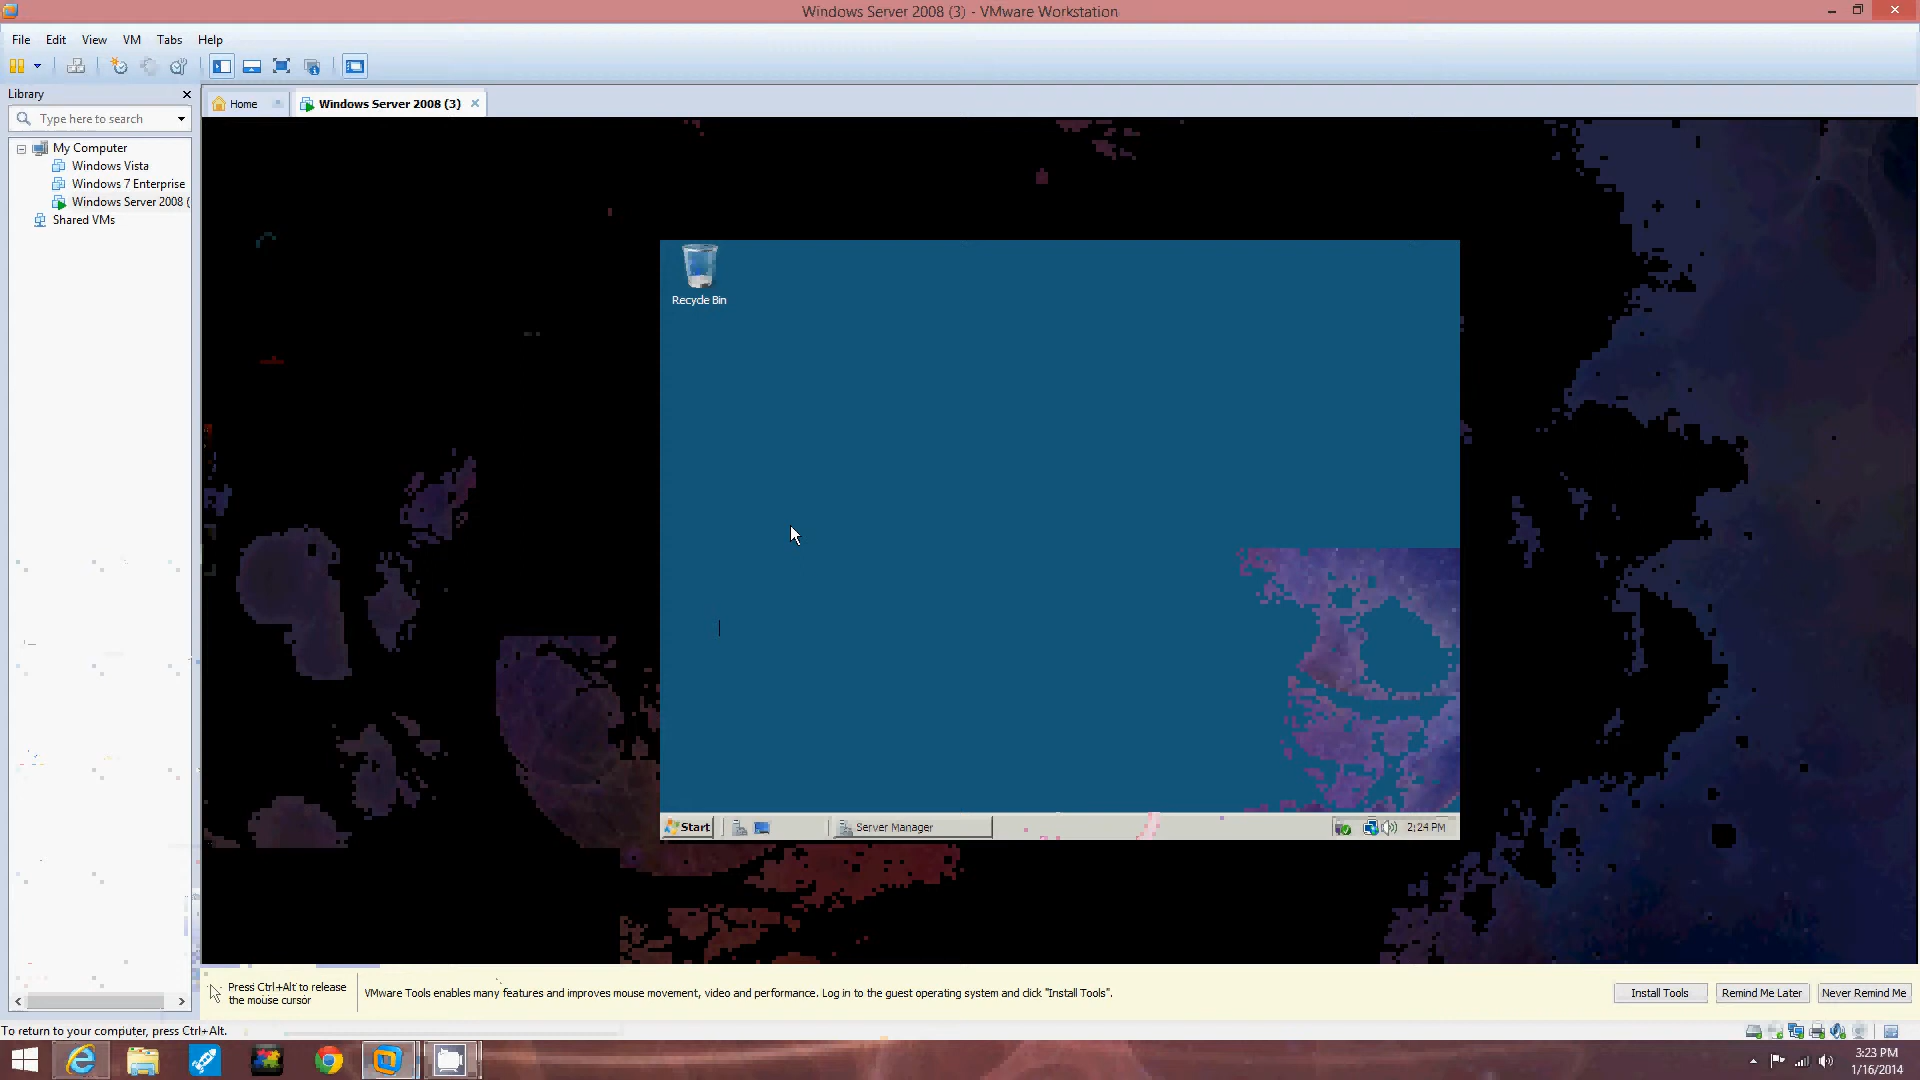 Windows Server 2008 (3) - VMware Workstation
File Edit View VM Tabs Help
Library
Type here to search
My Computer
Windows Vista
Windows 7 Enterprise
Windows Server 2008 (
Shared VMs
Home
Windows Server 2008 (3)
Recycle Bin
Start
Server Manager
2:24 PM
Press Ctrl+Alt to release
the mouse cursor
VMware Tools enables many features and improves mouse movement, video and performance. Log in to the guest operating system and click "Install Tools".
Install Tools
Remind Me Later
Never Remind Me
To return to your computer, press Ctrl+Alt.
3:23 PM
1/16/2014